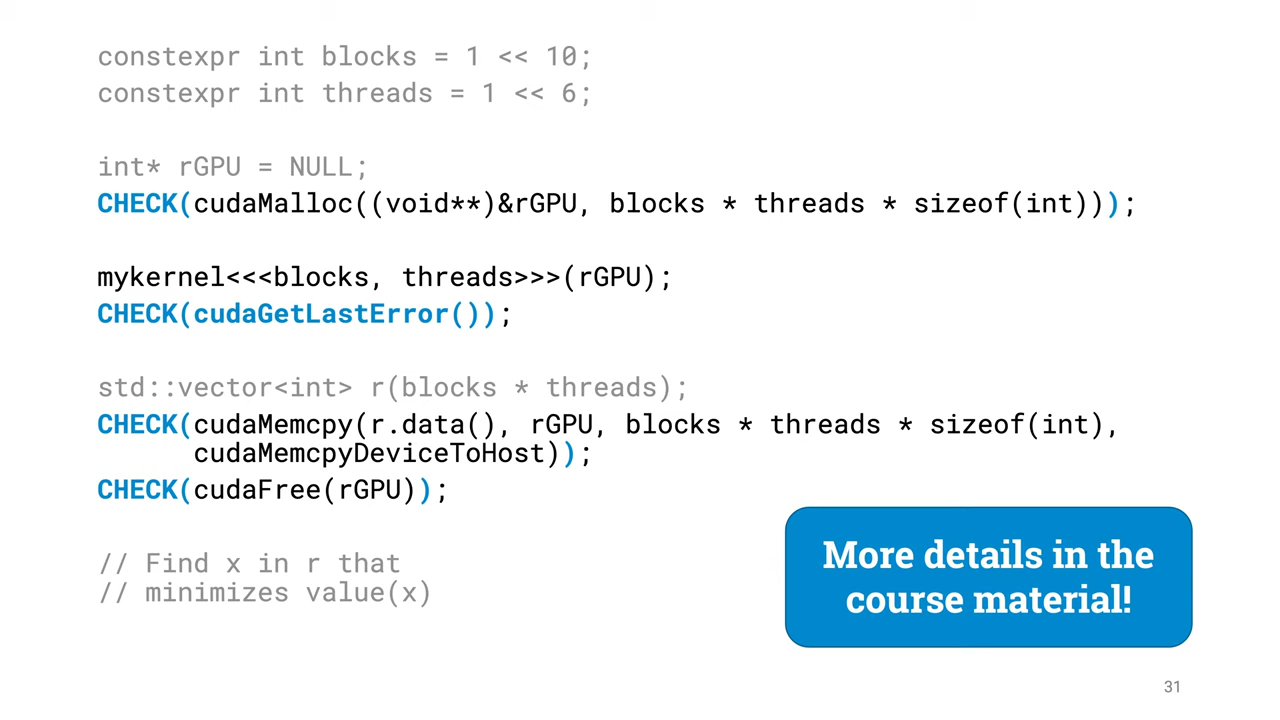 constexpr int blocks = 1 << 10;
constexpr int threads = 1 << 6;
int* rGPU = NULL;
CHECK(cudaMalloc((void**)&rGPU, blocks * threads * sizeof(int)));
mykernel<<<blocks, threads>>>(rGPU);
CHECK(cudaGetLastError());
std::vector<int> r(blocks * threads);
CHECK(cudaMemcpy(r.data(), rGPU, blocks * threads * sizeof(int),
cudaMemcpyDeviceToHost));
CHECK(cudaFree(rGPU));
// Find x in r that
// minimizes value(x)
More details in the
course material!
31